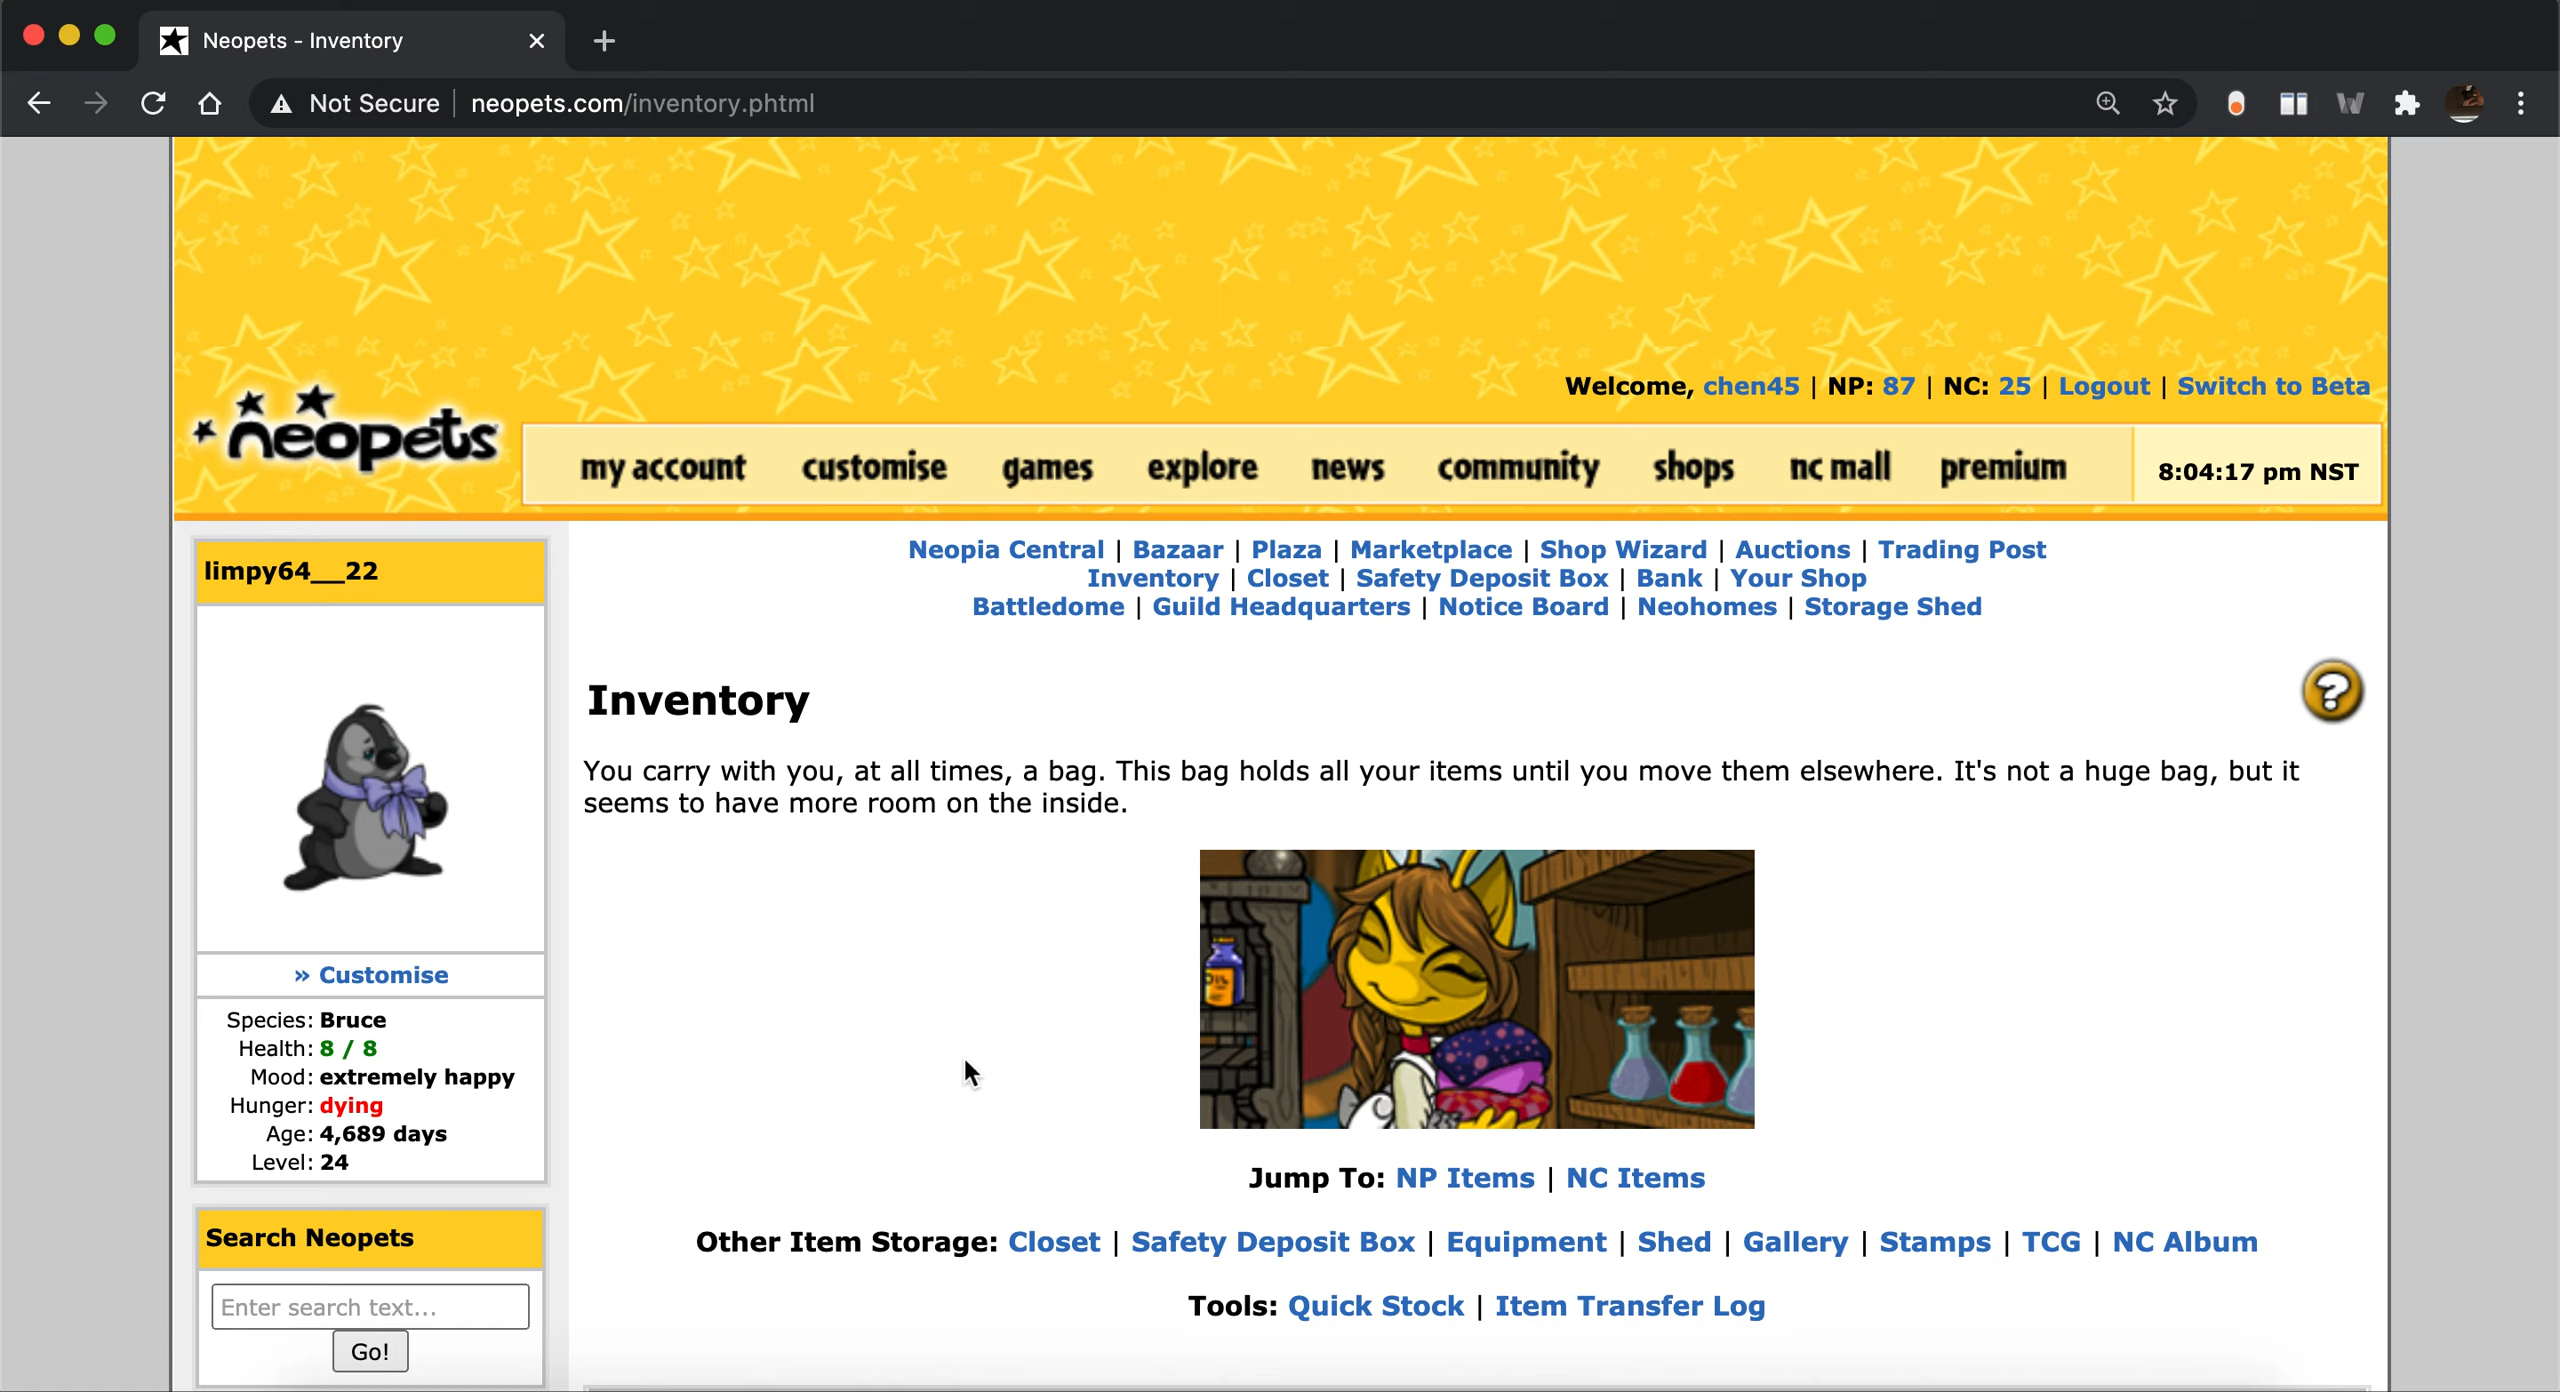 Neopets - Inventory
Not Secure | neopets.com/inventory.phtml
Welcome, chen45 | NP: 87 | NC: 25 | Logout | Switch to Beta
neopets
my account customise games explore news community shops nc mall premium 8:04:17 pm NST
limpy64__22
Neopia Central | Bazaar | Plaza | Marketplace | Shop Wizard | Auctions | Trading Post
Inventory | Closet | Safety Deposit Box | Bank | Your Shop
Battledome | Guild Headquarters | Notice Board | Neohomes | Storage Shed
Inventory
You carry with you, at all times, a bag. This bag holds all your items until you move them elsewhere. It's not a huge bag, but it
seems to have more room on the inside.
» Customise
Species: Bruce
Health: 8 / 8
Mood: extremely happy
Hunger: dying
Age: 4,689 days
Level: 24
Jump To: NP Items | NC Items
Other Item Storage: Closet | Safety Deposit Box | Equipment | Shed | Gallery | Stamps | TCG | NC Album
Tools: Quick Stock | Item Transfer Log
Search Neopets
Enter search text...
Go!